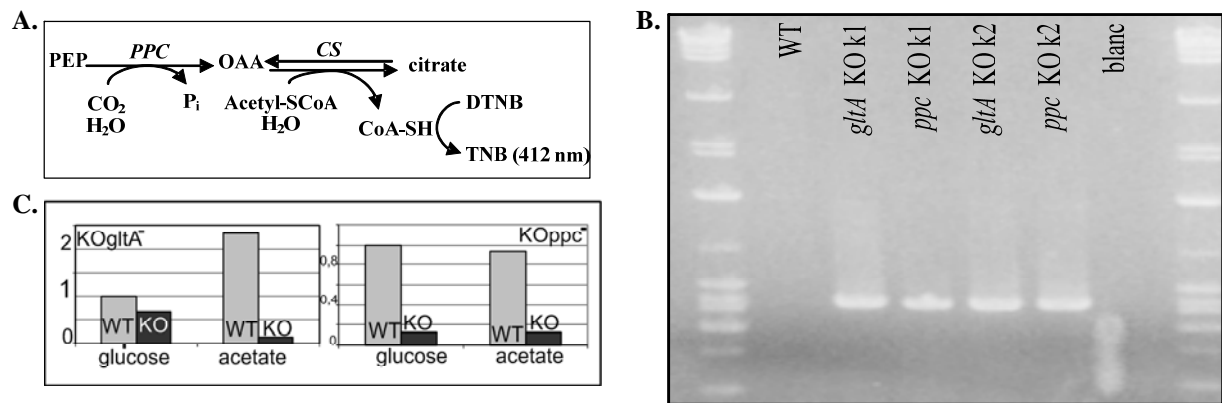 A.
PPC
CS
PEP
OAA
citrate
CO2
H2O
Pi
Acetyl-SCoA
H2O
DTNB
CoA-SH
TNB (412 nm)
B.
WT
gltA KO k1
ppc KO k1
gltA KO k2
ppc KO k2
blanc
C.
2
KOgltA-
1
0
WT
KO
WT
KO
glucose
acetate
KOppc-
0,8
0,4
0
WT
KO
WT
KO
glucose
acetate